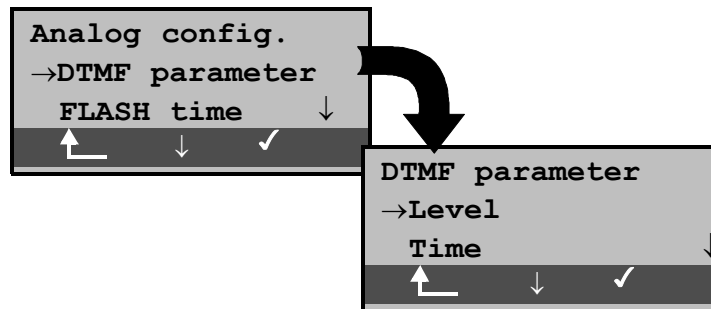 Analog config.
→DTMF parameter
FLASH time ↓
↓ ✓
DTMF parameter
→Level
Time ↓
↓ ✓